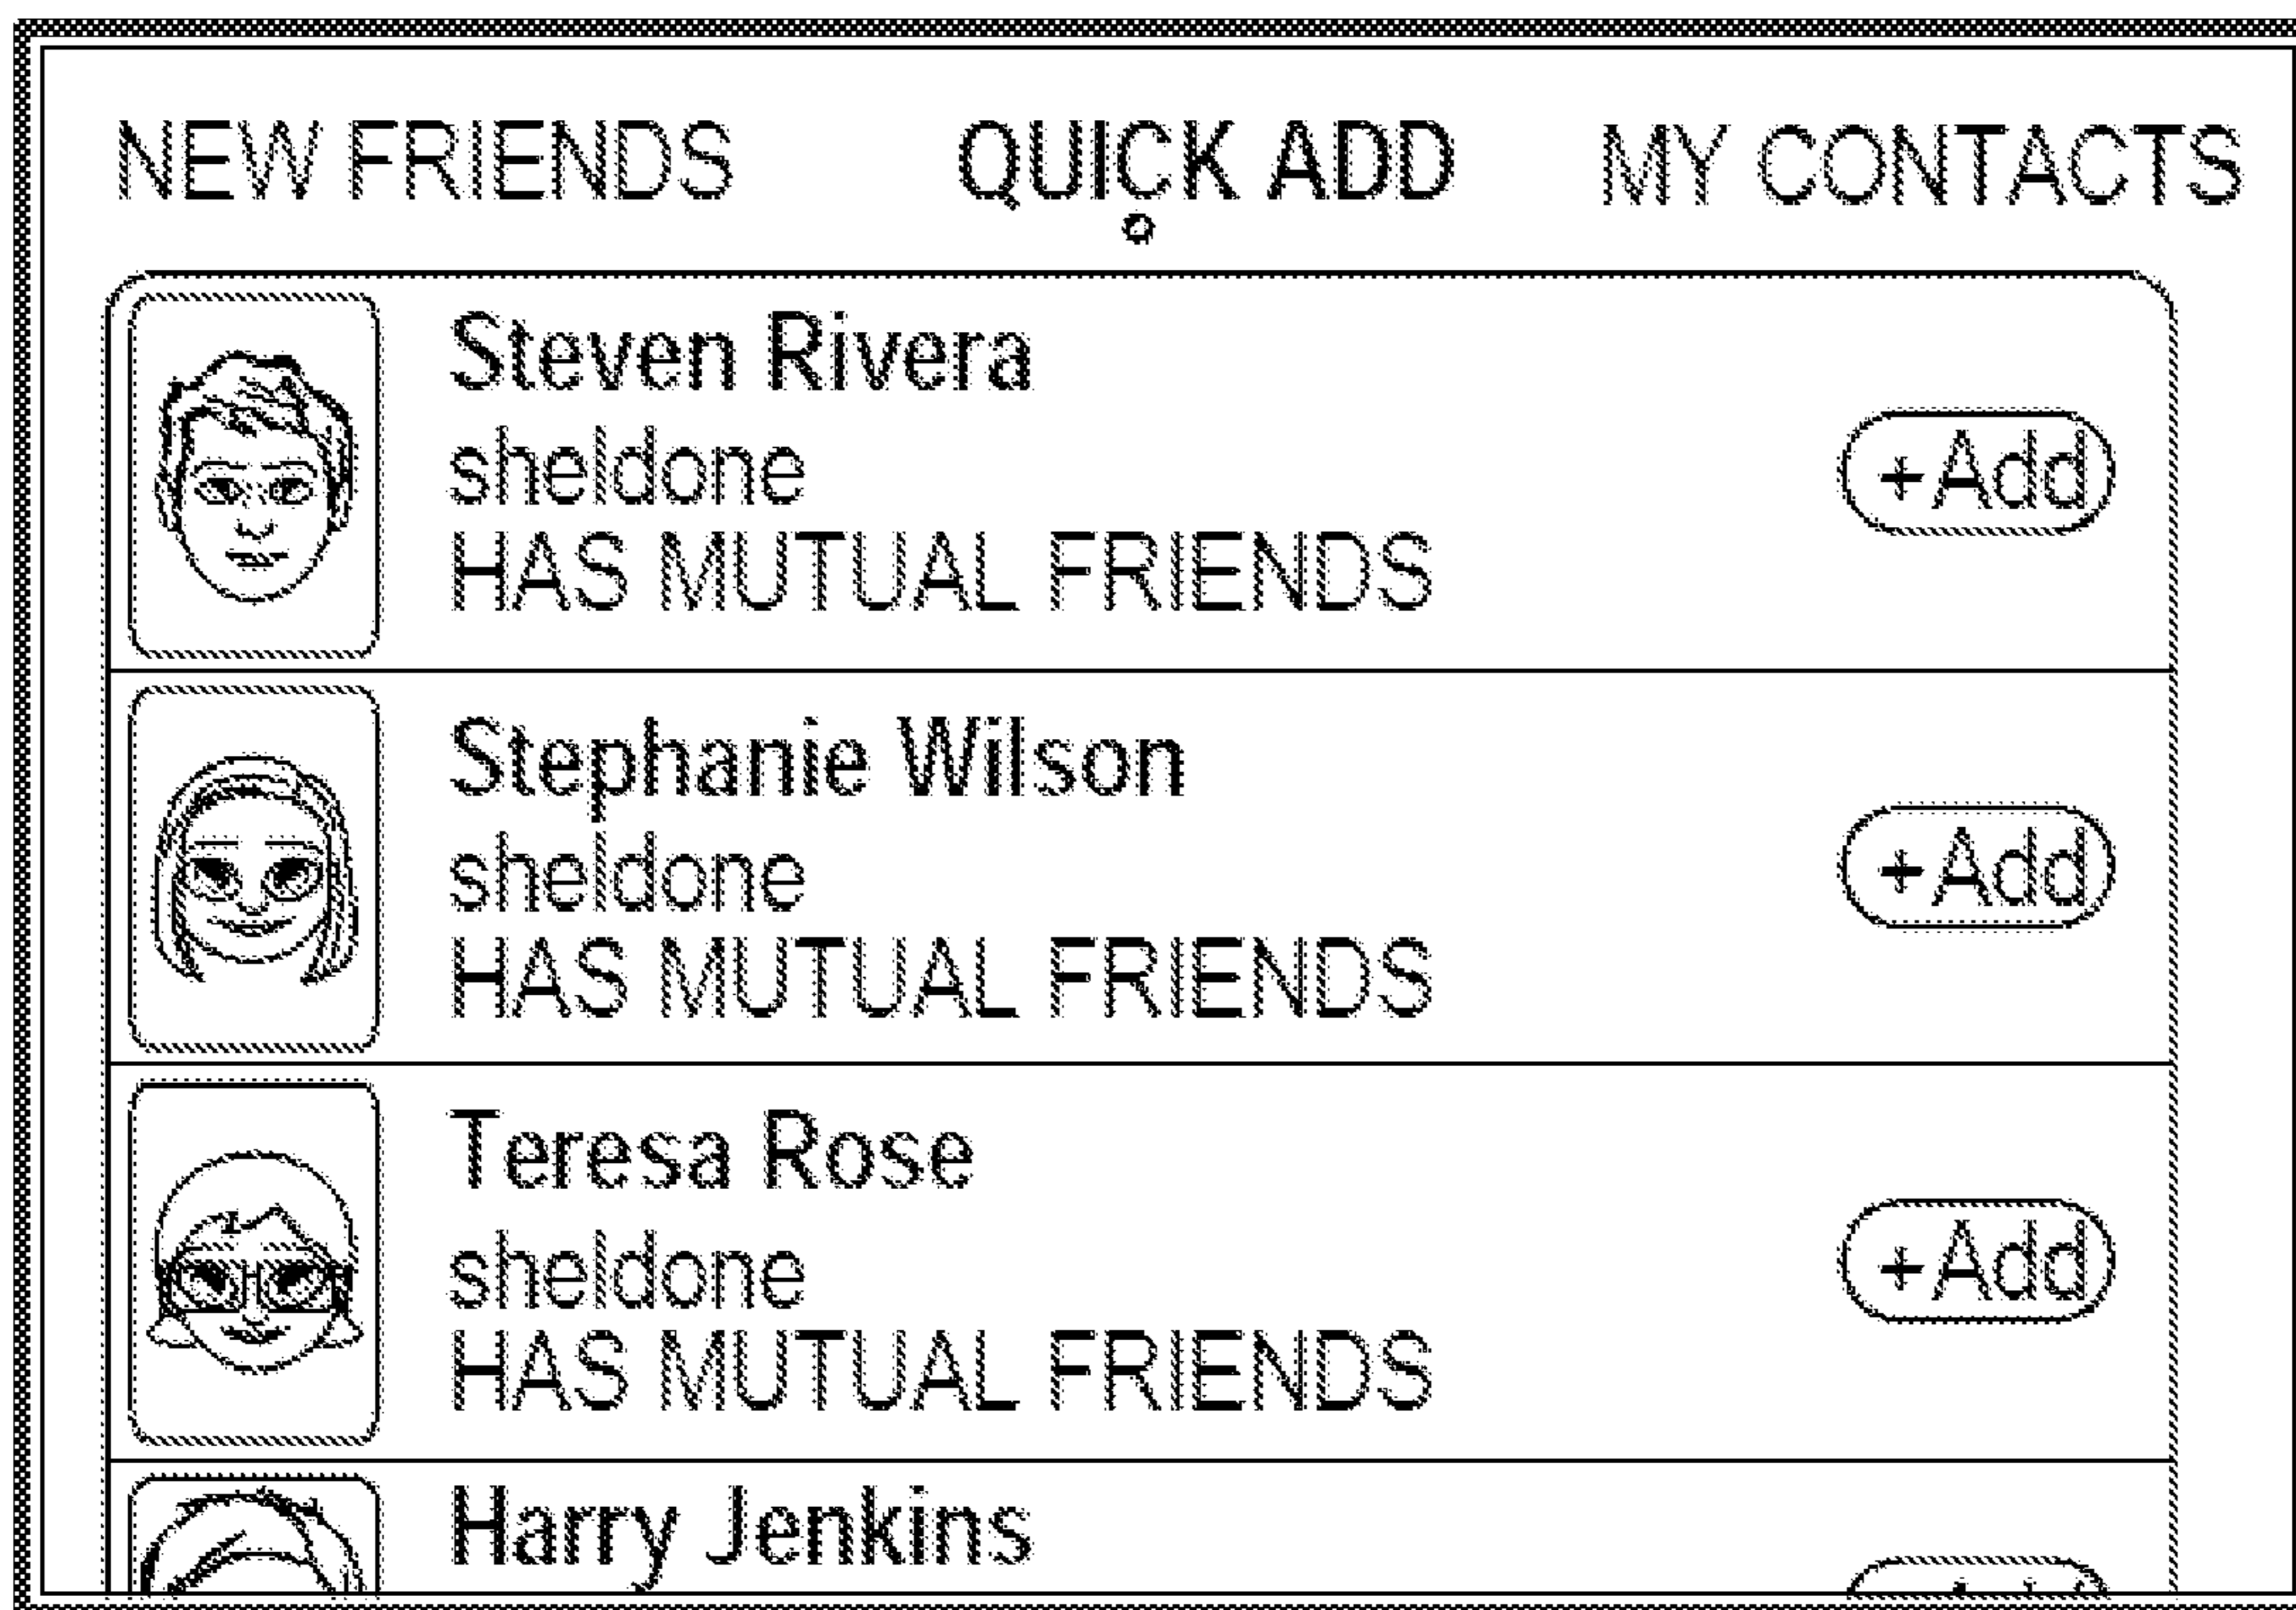 NEW FRIENDS QUICK ADD MY CONTACTS
Steven Rivera
sheldone
+Add
HAS MUTUAL FRIENDS
Stephanie Wilson
sheldone
+Add
HAS MUTUAL FRIENDS
Teresa Rose
sheldone
+Add
HAS MUTUAL FRIENDS
Harry Jenkins